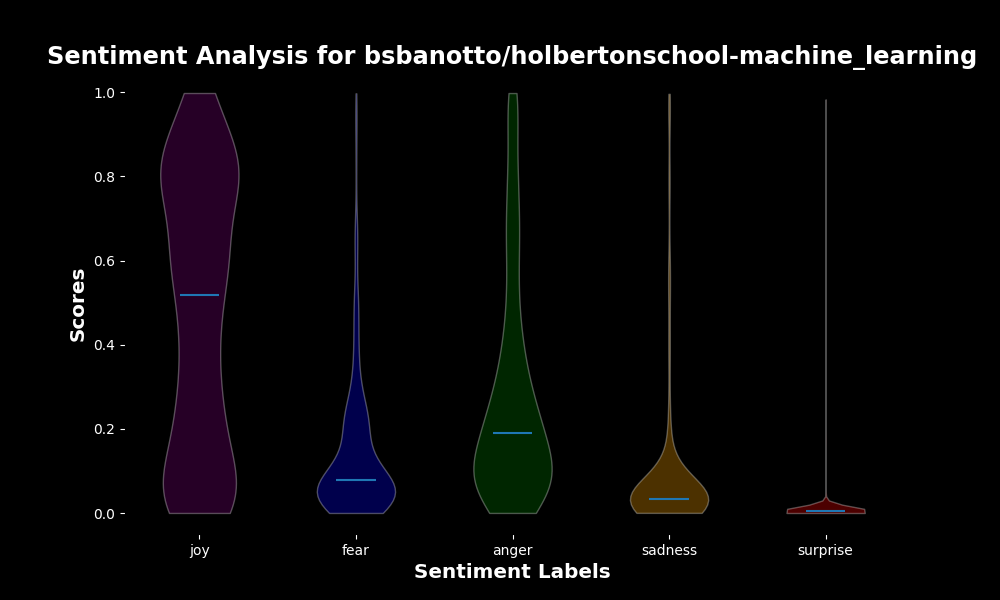 Sentiment Analysis for bsbanotto/holbertonschool-machine_learning
1.0
0.8
0.6
0.4
0.2
0.0
Scores
joy fear anger sadness surprise
Sentiment Labels